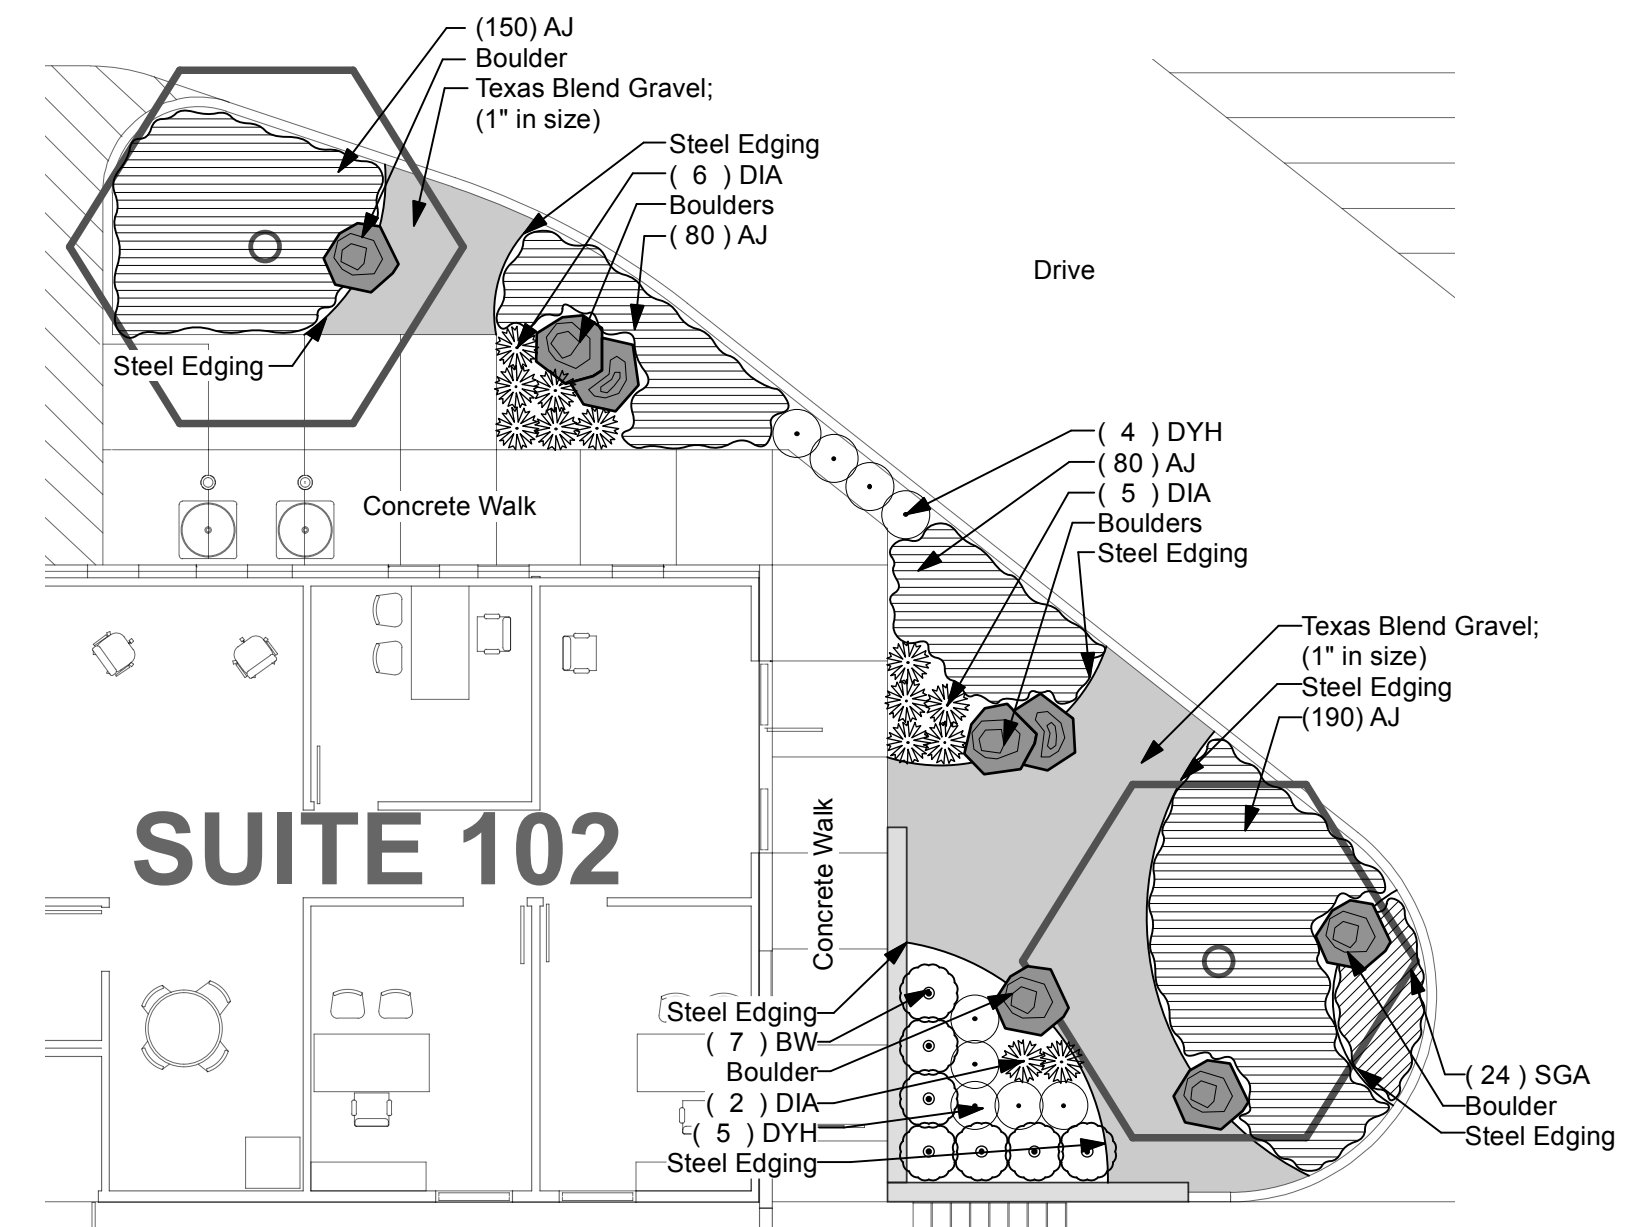 (150) AJ
Boulder
Texas Blend Gravel;
(1" in size)
Steel Edging
( 6 ) DIA
Boulders
( 80 ) AJ
Drive
Steel Edging
( 4 ) DYH
( 80 ) AJ
( 5 ) DIA
Boulders
Steel Edging
Concrete Walk
Texas Blend Gravel;
(1" in size)
Steel Edging
(190) AJ
SUITE 102
Concrete Walk
Steel Edging
( 7 ) BW
Boulder
( 2 ) DIA
( 5 ) DYH
Steel Edging
( 24 ) SGA
Boulder
Steel Edging